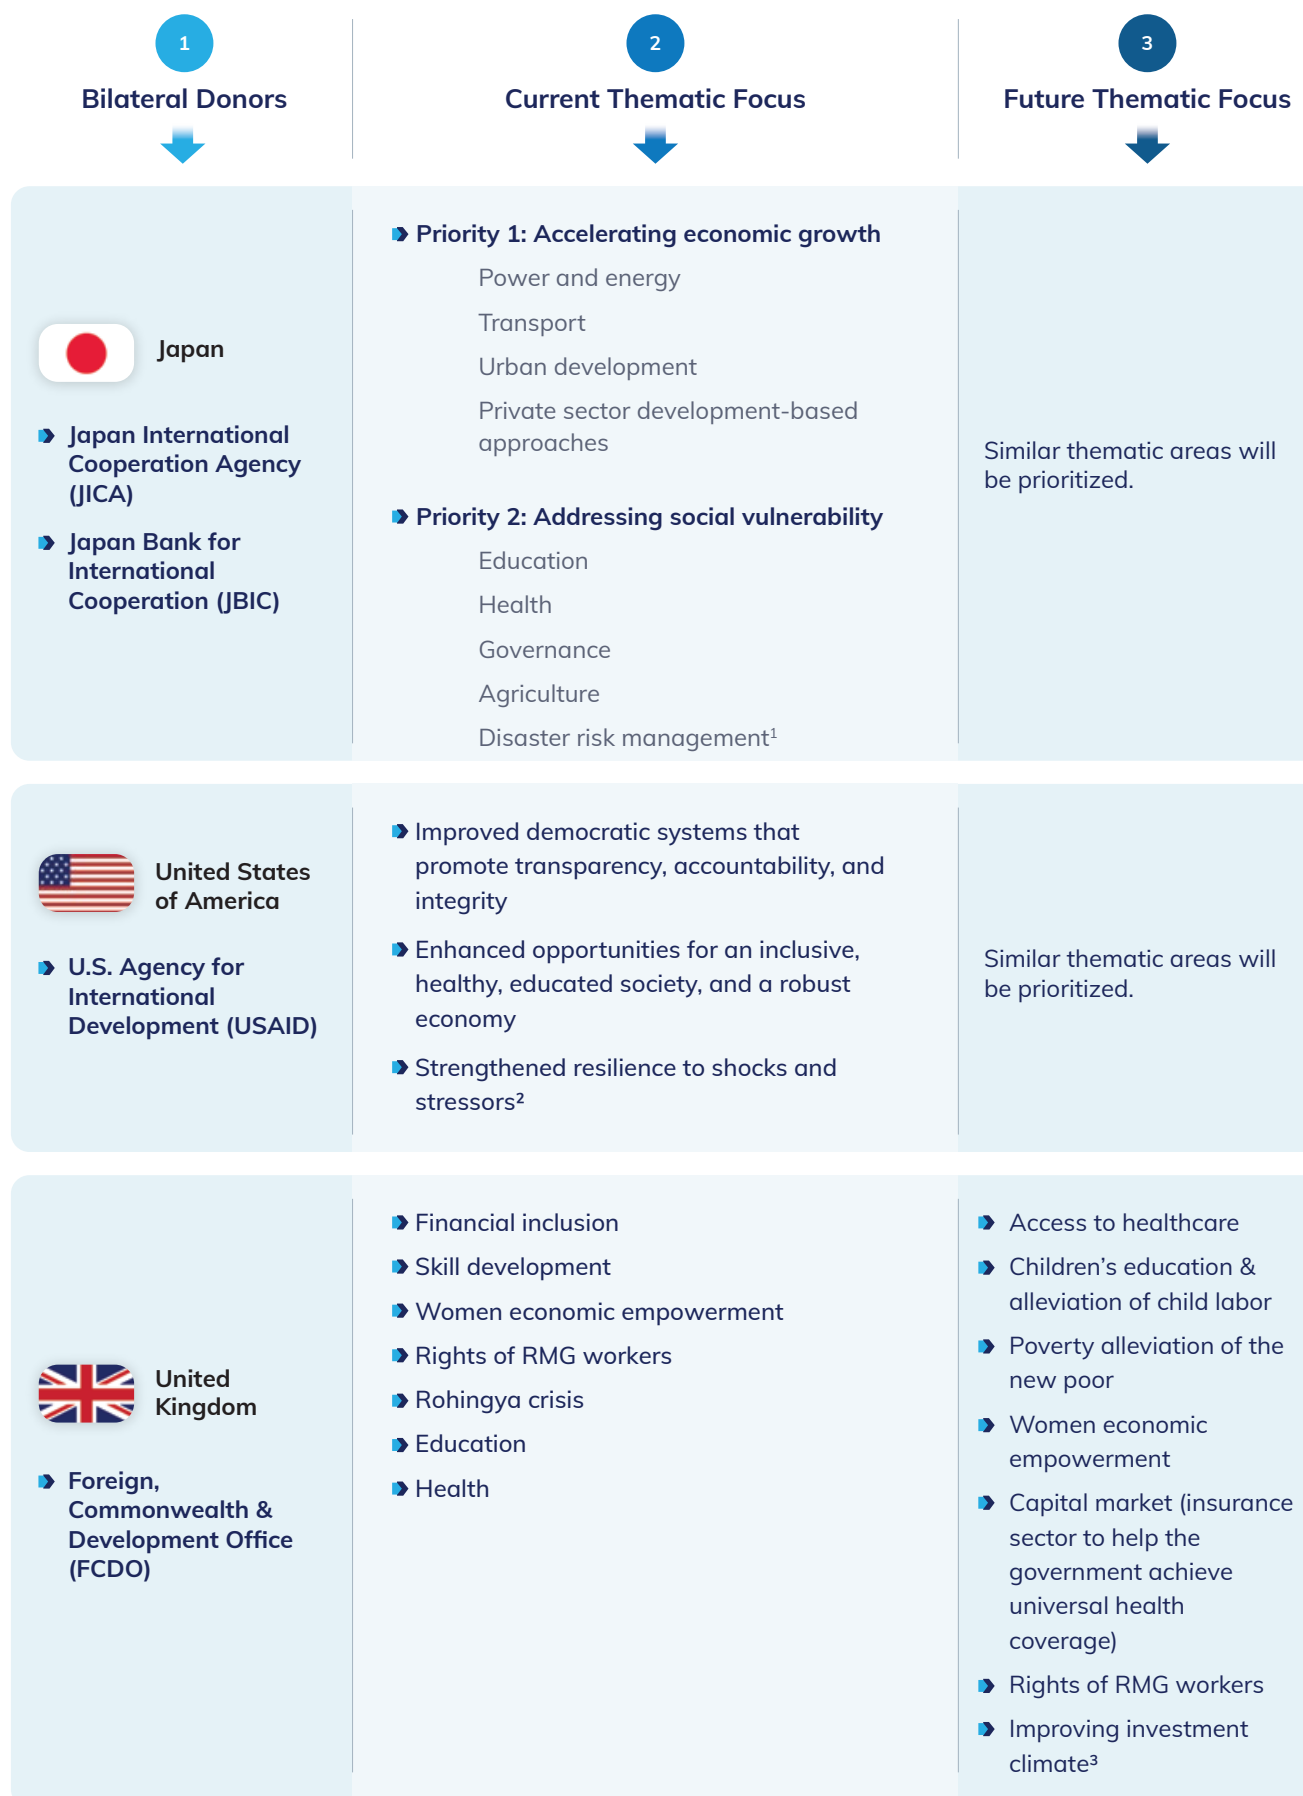 1
Bilateral Donors
2
Current Thematic Focus
3
Future Thematic Focus
Japan
Japan International
Cooperation Agency
(JICA)
Japan Bank for
International
Cooperation (JBIC)
Priority 1: Accelerating economic growth
Power and energy
Transport
Urban development
Private sector development-based
approaches
Priority 2: Addressing social vulnerability
Education
Health
Governance
Agriculture
Disaster risk management¹
Similar thematic areas will
be prioritized.
United States
of America
U.S. Agency for
International
Development (USAID)
Improved democratic systems that
promote transparency, accountability, and
integrity
Enhanced opportunities for an inclusive,
healthy, educated society, and a robust
economy
Strengthened resilience to shocks and
stressors²
Similar thematic areas will
be prioritized.
United
Kingdom
Foreign,
Commonwealth &
Development Office
(FCDO)
Financial inclusion
Skill development
Women economic empowerment
Rights of RMG workers
Rohingya crisis
Education
Health
Access to healthcare
Children’s education &
alleviation of child labor
Poverty alleviation of the
new poor
Women economic
empowerment
Capital market (insurance
sector to help the
government achieve
universal health
coverage)
Rights of RMG workers
Improving investment
climate³